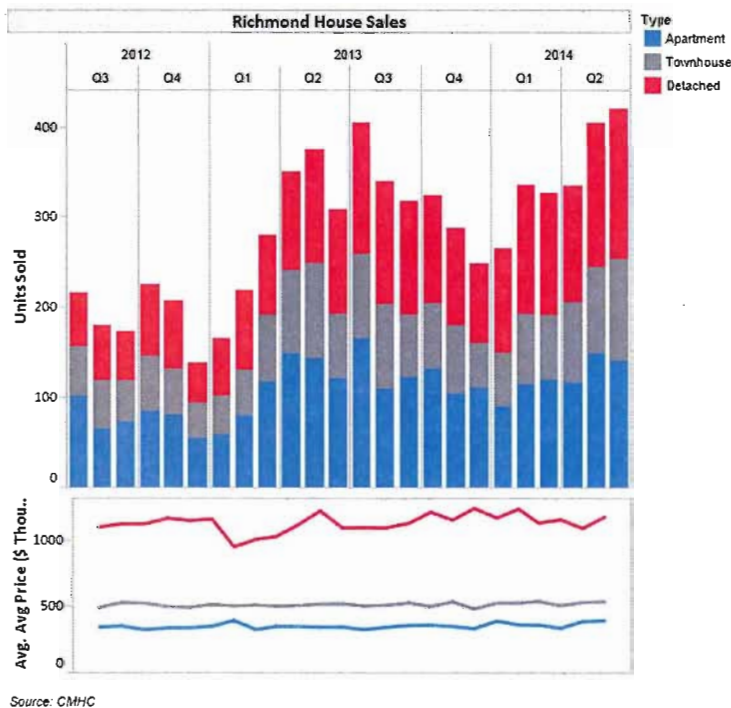 Richmond House Sales
Type
Apartment
Townhouse
Detached
2012 2013 2014
Q3 Q4 Q1 Q2 Q3 Q4 Q1 Q2
Units Sold
400
300
200
100
0
Avg. Avg Price ($ Thou..
1000
500
0
Source: CMHC